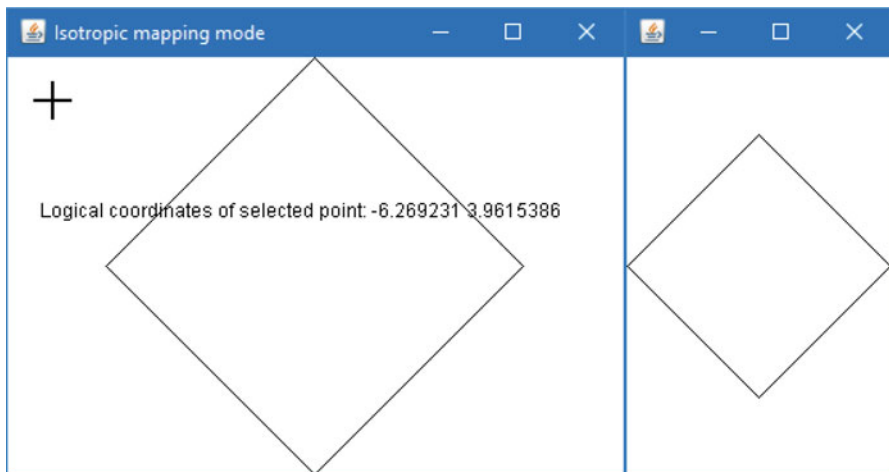 Isotropic mapping mode
Logical coordinates of selected point: -6.269231 3.9615386